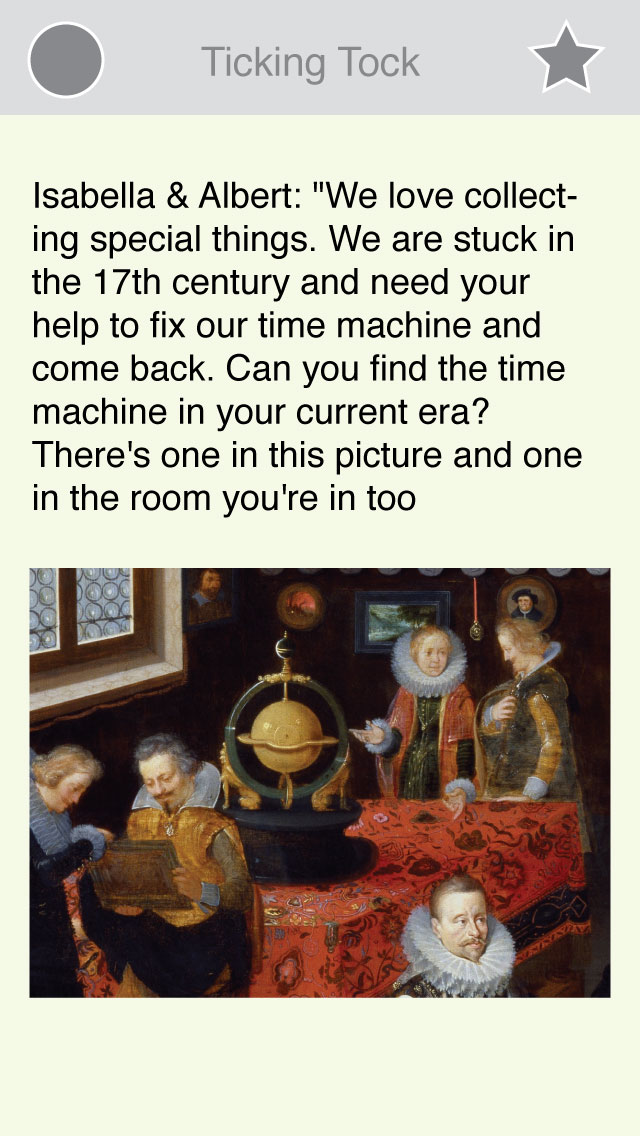 Ticking Tock
Isabella & Albert: "We love collect-
ing special things. We are stuck in
the 17th century and need your
help to fix our time machine and
come back. Can you find the time
machine in your current era?
There's one in this picture and one
in the room you're in too